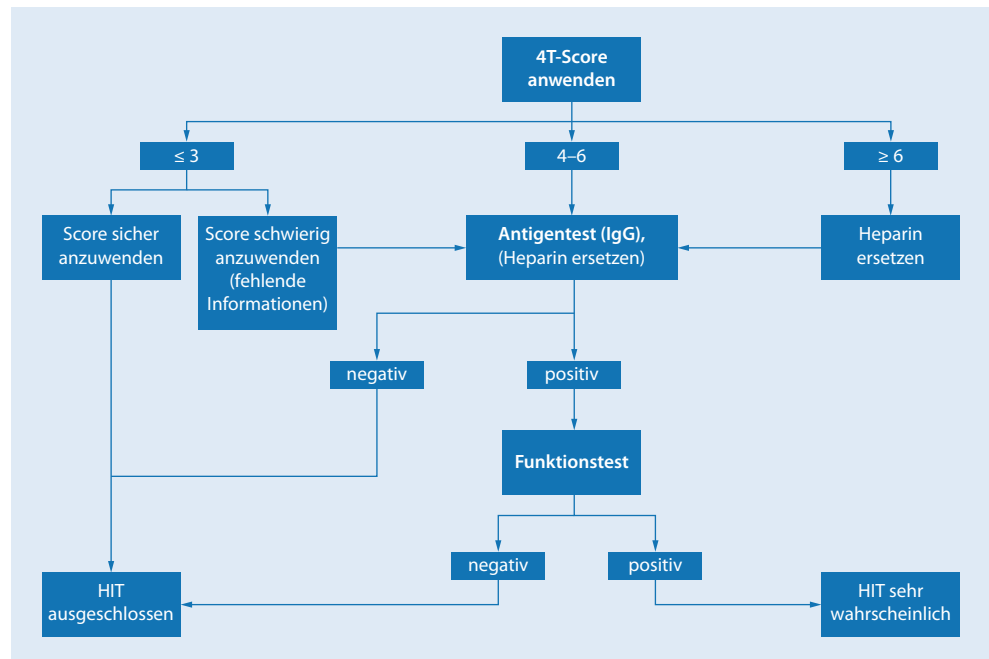 4T-Score
anwenden
≤ 3
4–6
≥ 6
Score sicher
anzuwenden
Score schwierig
anzuwenden
(fehlende
Informationen)
Antigentest (IgG),
(Heparin ersetzen)
Heparin
ersetzen
negativ
positiv
Funktionstest
negativ
positiv
HIT
ausgeschlossen
HIT sehr
wahrscheinlich